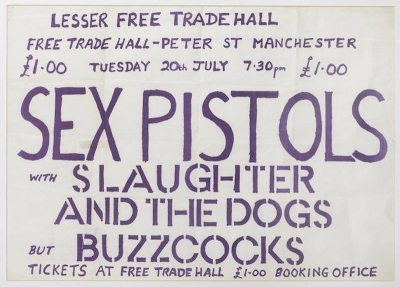 LESSER FREE TRADE HALL
FREE TRADE HALL-PETER ST MANCHESTER
£1·00 TUESDAY 20th JULY 7·30pm £1·00
SEX PISTOLS
WITH SLAUGHTER
AND THE DOGS
BUT BUZZCOCKS
TICKETS AT FREE TRADE HALL £1·00 BOOKING OFFICE